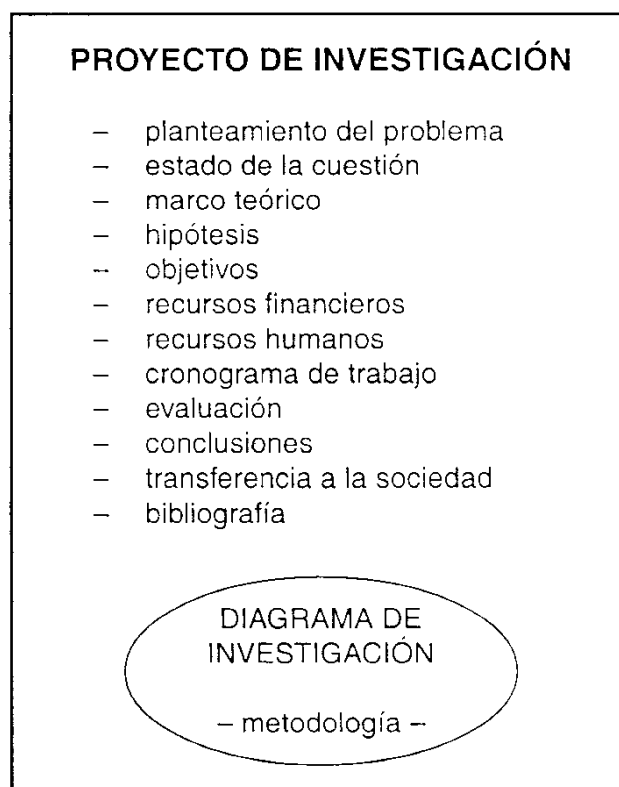 PROYECTO DE INVESTIGACIÓN
– planteamiento del problema
– estado de la cuestión
– marco teórico
– hipótesis
– objetivos
– recursos financieros
– recursos humanos
– cronograma de trabajo
– evaluación
– conclusiones
– transferencia a la sociedad
– bibliografía
DIAGRAMA DE
INVESTIGACIÓN
– metodología –